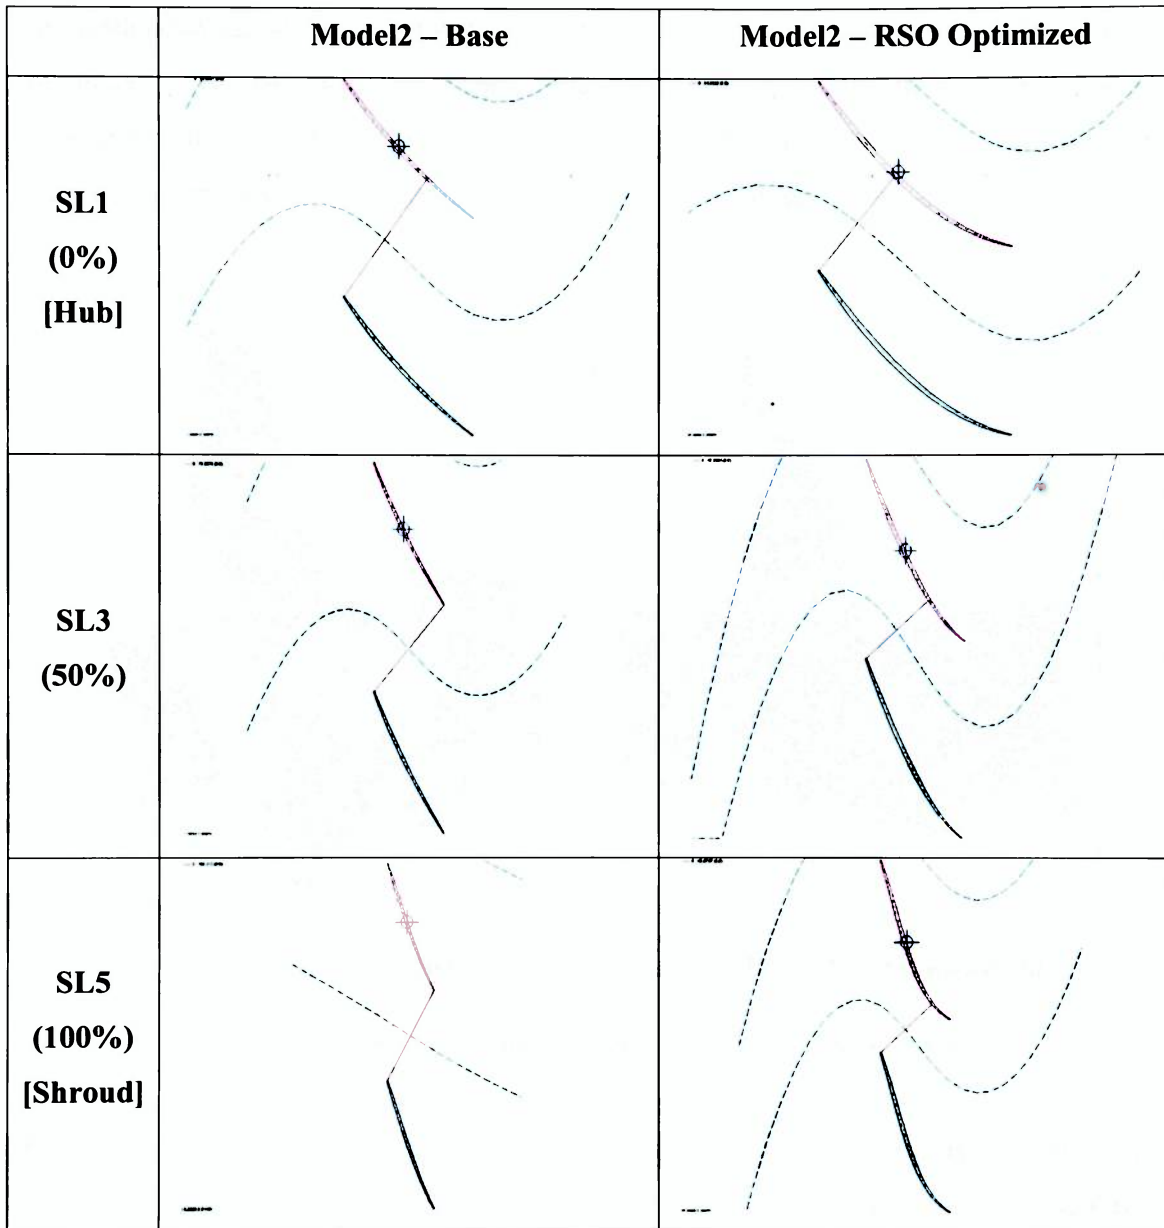 Model2 – Base
Model2 – RSO Optimized
SL1
(0%)
[Hub]
SL3
(50%)
SL5
(100%)
[Shroud]